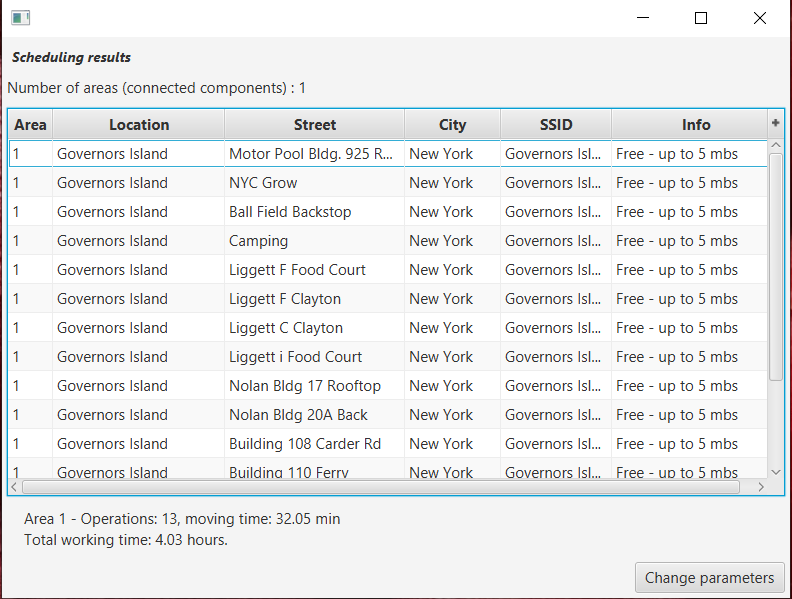 Scheduling results
Number of areas (connected components) : 1
Area Location Street City SSID Info +
1 Governors Island Motor Pool Bldg. 925 R... New York Governors Isl... Free - up to 5 mbs
1 Governors Island NYC Grow New York Governors Isl... Free - up to 5 mbs
1 Governors Island Ball Field Backstop New York Governors Isl... Free - up to 5 mbs
1 Governors Island Camping New York Governors Isl... Free - up to 5 mbs
1 Governors Island Liggett F Food Court New York Governors Isl... Free - up to 5 mbs
1 Governors Island Liggett F Clayton New York Governors Isl... Free - up to 5 mbs
1 Governors Island Liggett C Clayton New York Governors Isl... Free - up to 5 mbs
1 Governors Island Liggett i Food Court New York Governors Isl... Free - up to 5 mbs
1 Governors Island Nolan Bldg 17 Rooftop New York Governors Isl... Free - up to 5 mbs
1 Governors Island Nolan Bldg 20A Back New York Governors Isl... Free - up to 5 mbs
1 Governors Island Building 108 Carder Rd New York Governors Isl... Free - up to 5 mbs
1 Governors Island Building 110 Ferry New York Governors Isl... Free - up to 5 mbs
Area 1 - Operations: 13, moving time: 32.05 min
Total working time: 4.03 hours.
Change parameters